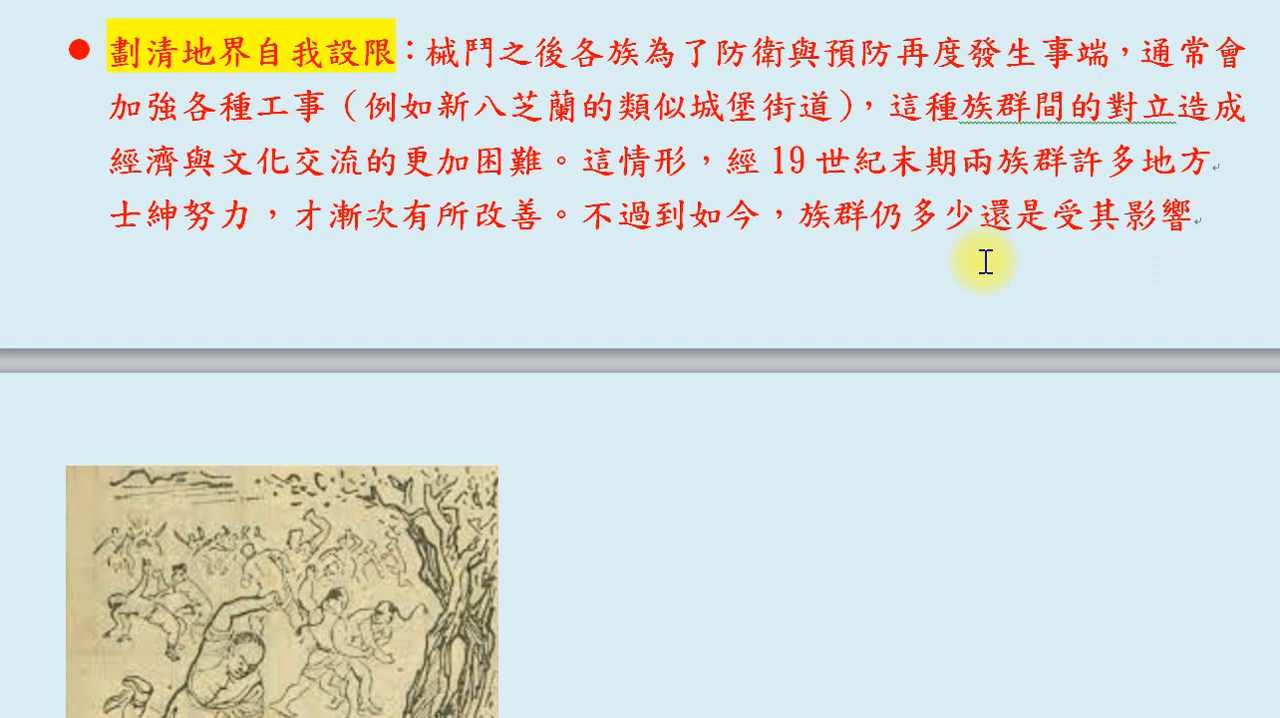 ● 劃清地界自我設限：械鬥之後各族為了防衛與預防再度發生事端，通常會
加強各種工事（例如新八芝蘭的類似城堡街道），這種族群間的對立造成
經濟與文化交流的更加困難。這情形，經 19 世紀末期兩族群許多地方
士紳努力，才漸次有所改善。不過到如今，族群仍多少還是受其影響